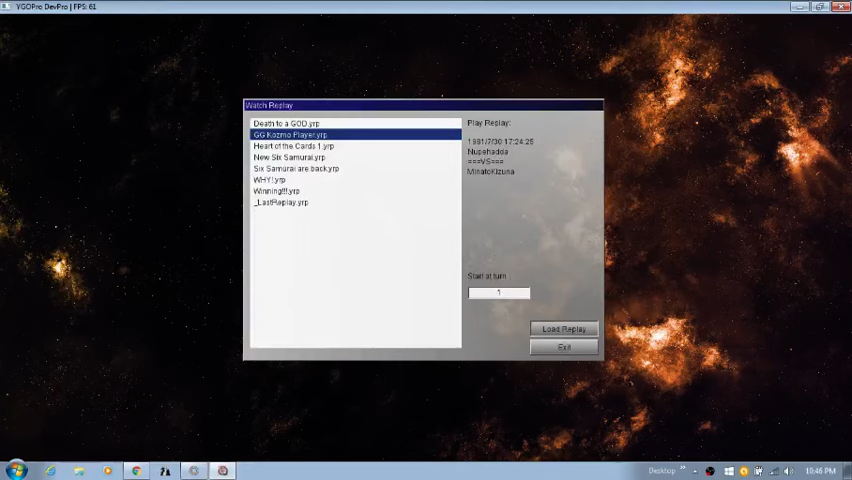 YGOPro DevPro | FPS: 61
Watch Replay
Death to a GOD.yrp
GG Kozmo Player.yrp
Heart of the Cards 1.yrp
New Six Samurai.yrp
Six Samurai are back.yrp
WHY!.yrp
Winning!!!.yrp
_LastReplay.yrp
Play Replay:
1981/7/30 17:24:25
Nupehadda
===VS===
MinatoKizuna
Start at turn
1
Load Replay
Exit
Desktop
10:46 PM